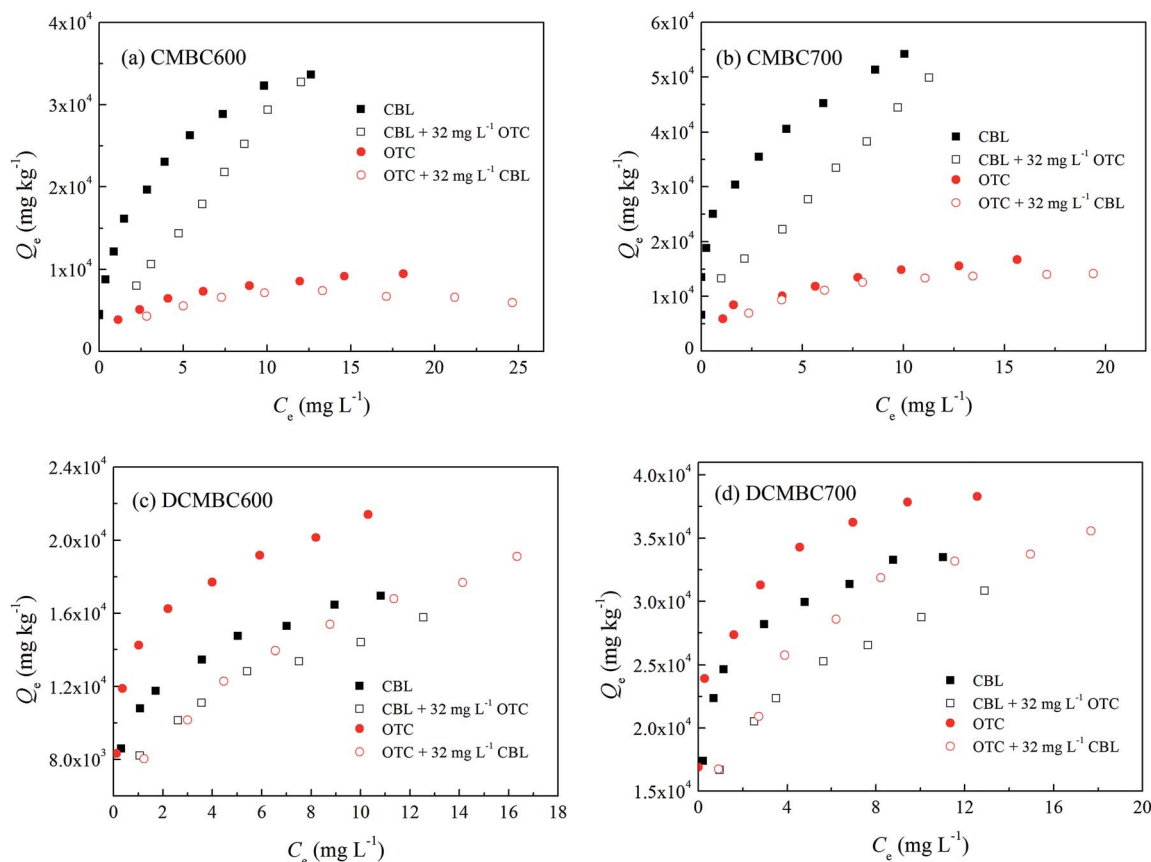 (a) CMBC600
4x10⁴
3x10⁴
2x10⁴
1x10⁴
0
Qe (mg kg⁻¹)
CBL
CBL + 32 mg L⁻¹ OTC
OTC
OTC + 32 mg L⁻¹ CBL
0 5 10 15 20 25
Ce (mg L⁻¹)
(b) CMBC700
6x10⁴
5x10⁴
4x10⁴
3x10⁴
2x10⁴
1x10⁴
0
Qe (mg kg⁻¹)
CBL
CBL + 32 mg L⁻¹ OTC
OTC
OTC + 32 mg L⁻¹ CBL
0 5 10 15 20
Ce (mg L⁻¹)
(c) DCMBC600
2.4x10⁴
2.0x10⁴
1.6x10⁴
1.2x10⁴
8.0x10³
Qe (mg kg⁻¹)
CBL
CBL + 32 mg L⁻¹ OTC
OTC
OTC + 32 mg L⁻¹ CBL
0 2 4 6 8 10 12 14 16 18
Ce (mg L⁻¹)
(d) DCMBC700
4.0x10⁴
3.5x10⁴
3.0x10⁴
2.5x10⁴
2.0x10⁴
1.5x10⁴
Qe (mg kg⁻¹)
CBL
CBL + 32 mg L⁻¹ OTC
OTC
OTC + 32 mg L⁻¹ CBL
0 4 8 12 16 20
Ce (mg L⁻¹)